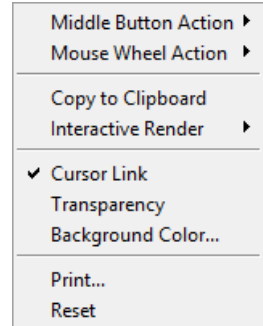 Middle Button Action
Mouse Wheel Action
Copy to Clipboard
Interactive Render
Cursor Link
Transparency
Background Color...
Print...
Reset